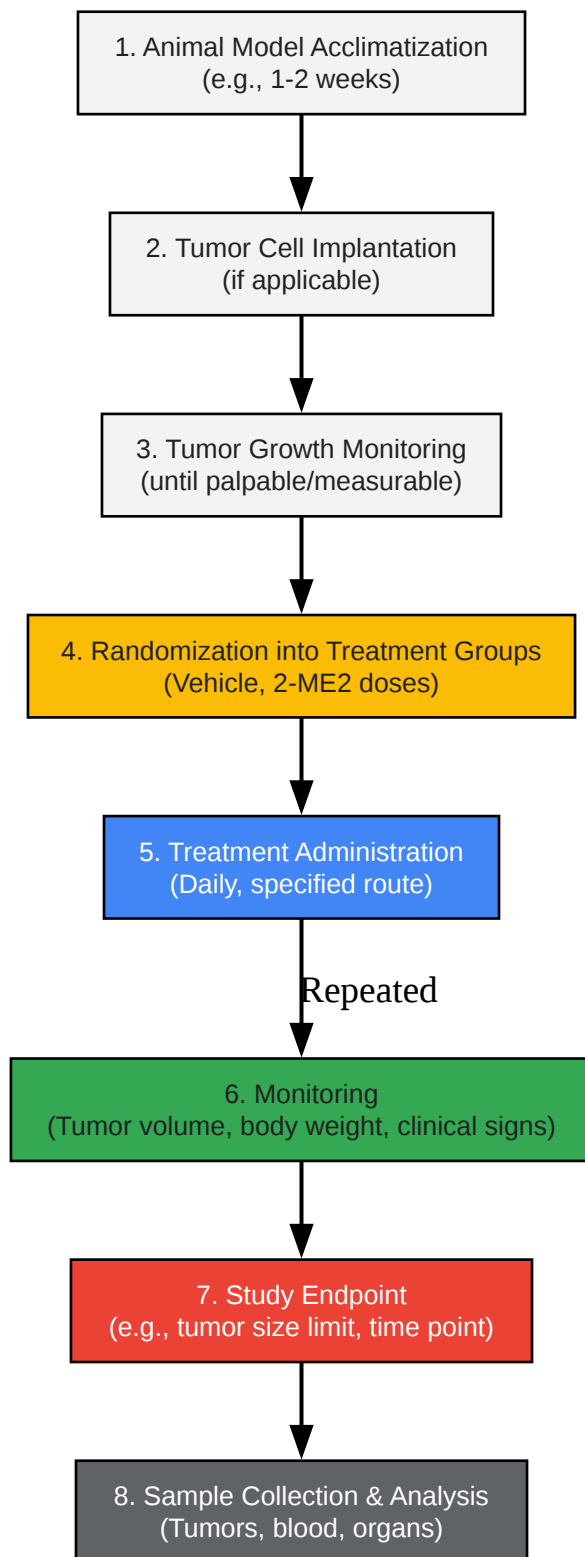 1. Animal Model Acclimatization
(e.g., 1-2 weeks)
2. Tumor Cell Implantation
(if applicable)
3. Tumor Growth Monitoring
(until palpable/measurable)
4. Randomization into Treatment Groups
(Vehicle, 2-ME2 doses)
5. Treatment Administration
(Daily, specified route)
Repeated
6. Monitoring
(Tumor volume, body weight, clinical signs)
7. Study Endpoint
(e.g., tumor size limit, time point)
8. Sample Collection & Analysis
(Tumors, blood, organs)